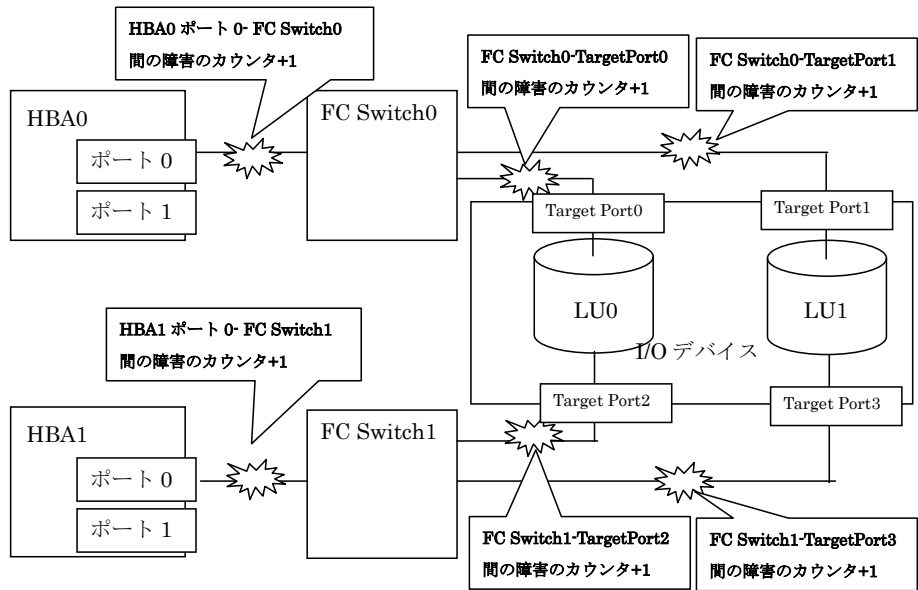 HBA0 ポート 0- FC Switch0
間の障害のカウンタ+1
FC Switch0-TargetPort0
間の障害のカウンタ+1
FC Switch0-TargetPort1
間の障害のカウンタ+1
HBA0
ポート 0
ポート 1
FC Switch0
Target Port0
Target Port1
LU0
LU1
I/O デバイス
HBA1 ポート 0- FC Switch1
間の障害のカウンタ+1
Target Port2
Target Port3
HBA1
ポート 0
ポート 1
FC Switch1
FC Switch1-TargetPort2
間の障害のカウンタ+1
FC Switch1-TargetPort3
間の障害のカウンタ+1